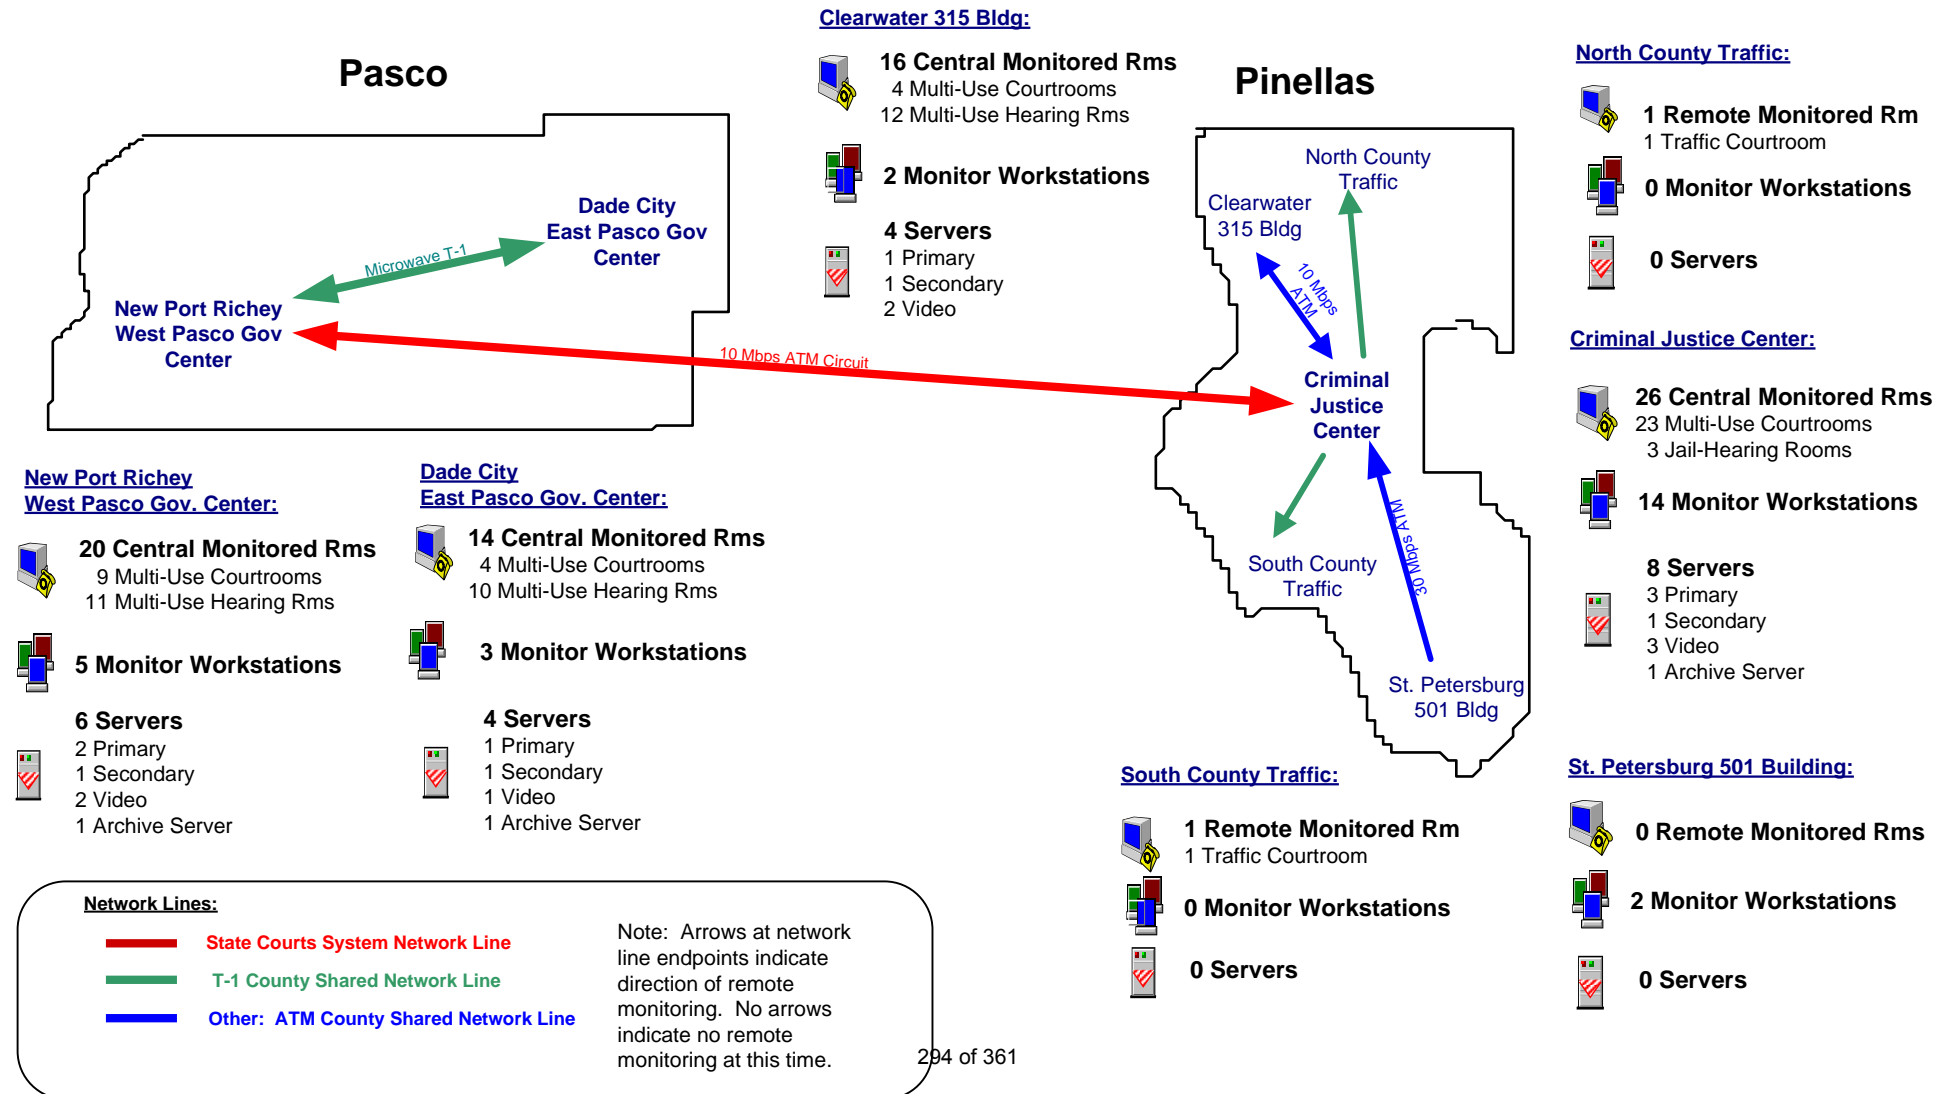 Clearwater 315 Bldg:
16 Central Monitored Rms
4 Multi-Use Courtrooms
12 Multi-Use Hearing Rms
2 Monitor Workstations
4 Servers
1 Primary
1 Secondary
2 Video
Pasco
Dade City
East Pasco Gov
Center
Microwave T-1
New Port Richey
West Pasco Gov
Center
10 Mbps ATM Circuit
Pinellas
North County
Traffic
Clearwater
315 Bldg
10 Mbps
ATM
Criminal
Justice
Center
30 Mbps ATM
South County
Traffic
St. Petersburg
501 Bldg
North County Traffic:
1 Remote Monitored Rm
1 Traffic Courtroom
0 Monitor Workstations
0 Servers
Criminal Justice Center:
26 Central Monitored Rms
23 Multi-Use Courtrooms
3 Jail-Hearing Rooms
14 Monitor Workstations
8 Servers
3 Primary
1 Secondary
3 Video
1 Archive Server
New Port Richey
West Pasco Gov. Center:
20 Central Monitored Rms
9 Multi-Use Courtrooms
11 Multi-Use Hearing Rms
5 Monitor Workstations
6 Servers
2 Primary
1 Secondary
2 Video
1 Archive Server
Dade City
East Pasco Gov. Center:
14 Central Monitored Rms
4 Multi-Use Courtrooms
10 Multi-Use Hearing Rms
3 Monitor Workstations
4 Servers
1 Primary
1 Secondary
1 Video
1 Archive Server
South County Traffic:
1 Remote Monitored Rm
1 Traffic Courtroom
0 Monitor Workstations
0 Servers
St. Petersburg 501 Building:
0 Remote Monitored Rms
2 Monitor Workstations
0 Servers
Network Lines:
State Courts System Network Line
T-1 County Shared Network Line
Other: ATM County Shared Network Line
Note: Arrows at network
line endpoints indicate
direction of remote
monitoring. No arrows
indicate no remote
monitoring at this time.
294 of 361